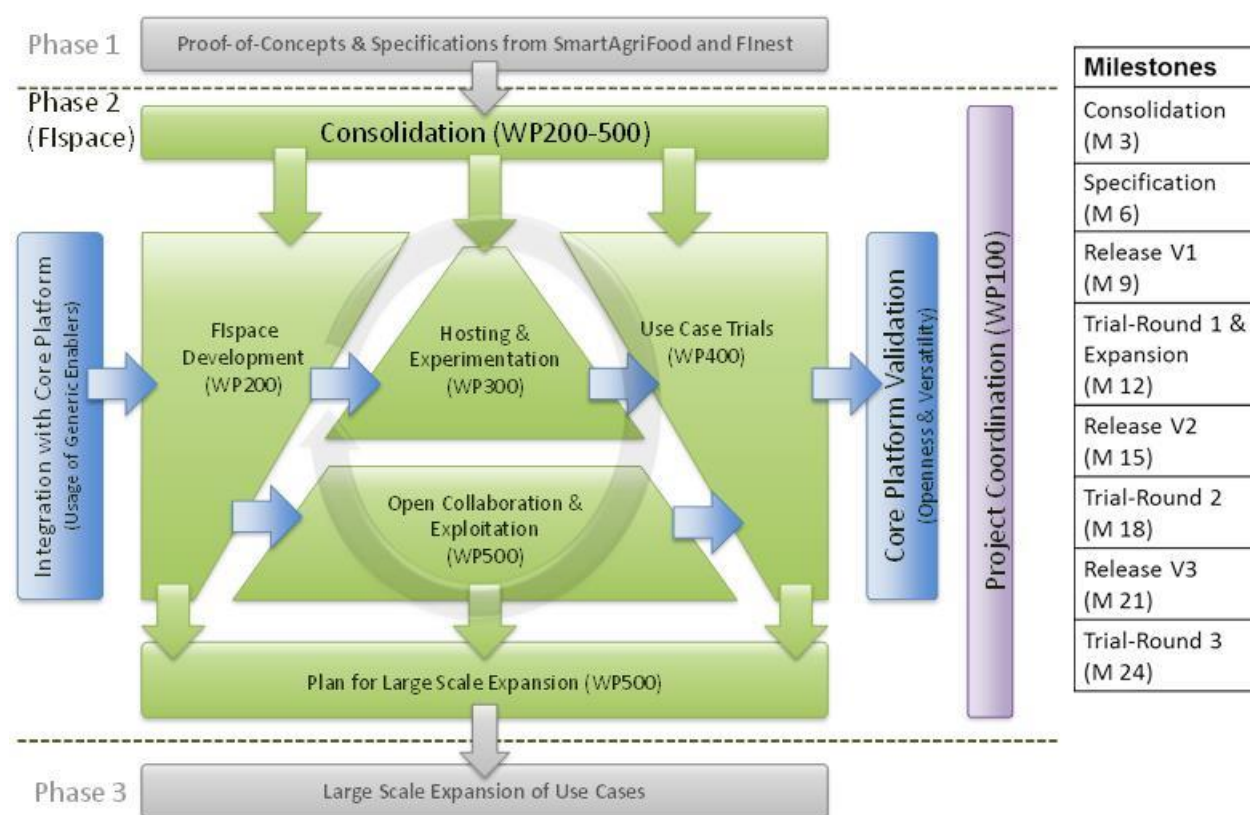 Phase 1
Proof-of-Concepts & Specifications from SmartAgriFood and FInest
Phase 2
(FIspace)
Consolidation (WP200-500)
Integration with Core Platform
(Usage of Generic Enablers)
FIspace
Development
(WP200)
Hosting &
Experimentation
(WP300)
Use Case Trials
(WP400)
Open Collaboration &
Exploitation
(WP500)
Core Platform Validation
(Openness & Versatility)
Project Coordination (WP100)
Plan for Large Scale Expansion (WP500)
Phase 3
Large Scale Expansion of Use Cases
Milestones
Consolidation
(M 3)
Specification
(M 6)
Release V1
(M 9)
Trial-Round 1 &
Expansion
(M 12)
Release V2
(M 15)
Trial-Round 2
(M 18)
Release V3
(M 21)
Trial-Round 3
(M 24)